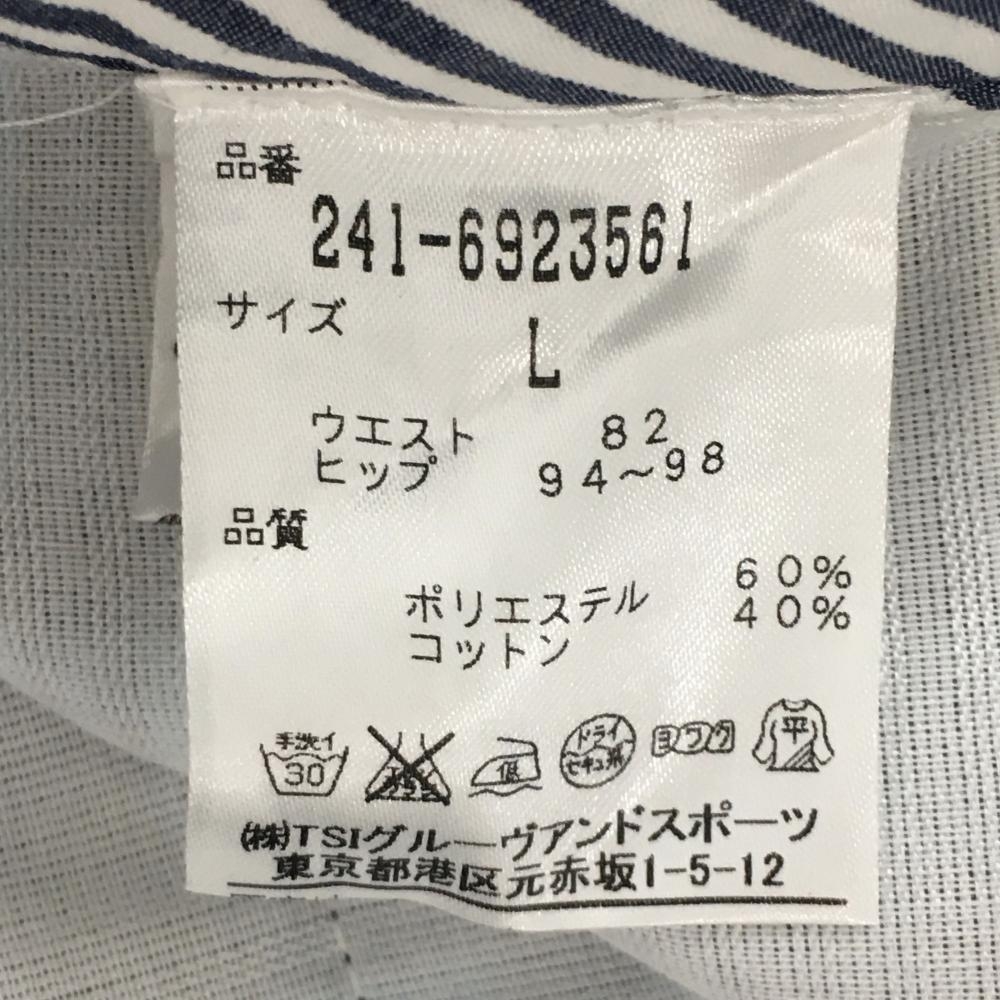 品番
241-6923561
サイズ
L
ウエスト 82
ヒップ 94～98
品質
ポリエステル 60%
コットン 40%
手洗イ 30 低 ドライ セキユ系 ヨワク 平
(株)TSIグルーヴアンドスポーツ
東京都港区元赤坂1-5-12